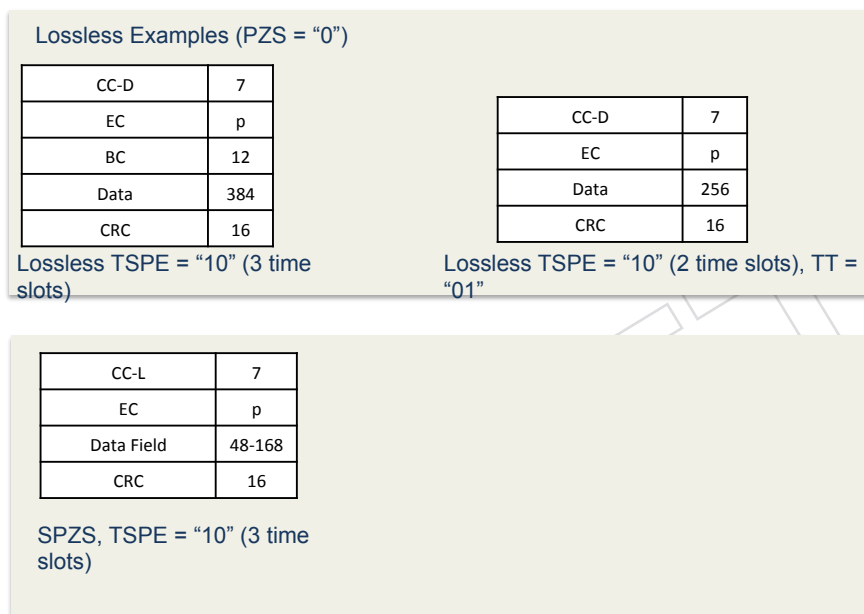 Lossless Examples (PZS = “0”)
CC-D 7
EC p
BC 12
Data 384
CRC 16
Lossless TSPE = “10” (3 time
slots)
CC-D 7
EC p
Data 256
CRC 16
Lossless TSPE = “10” (2 time slots), TT =
“01”
CC-L 7
EC p
Data Field 48-168
CRC 16
SPZS, TSPE = “10” (3 time
slots)